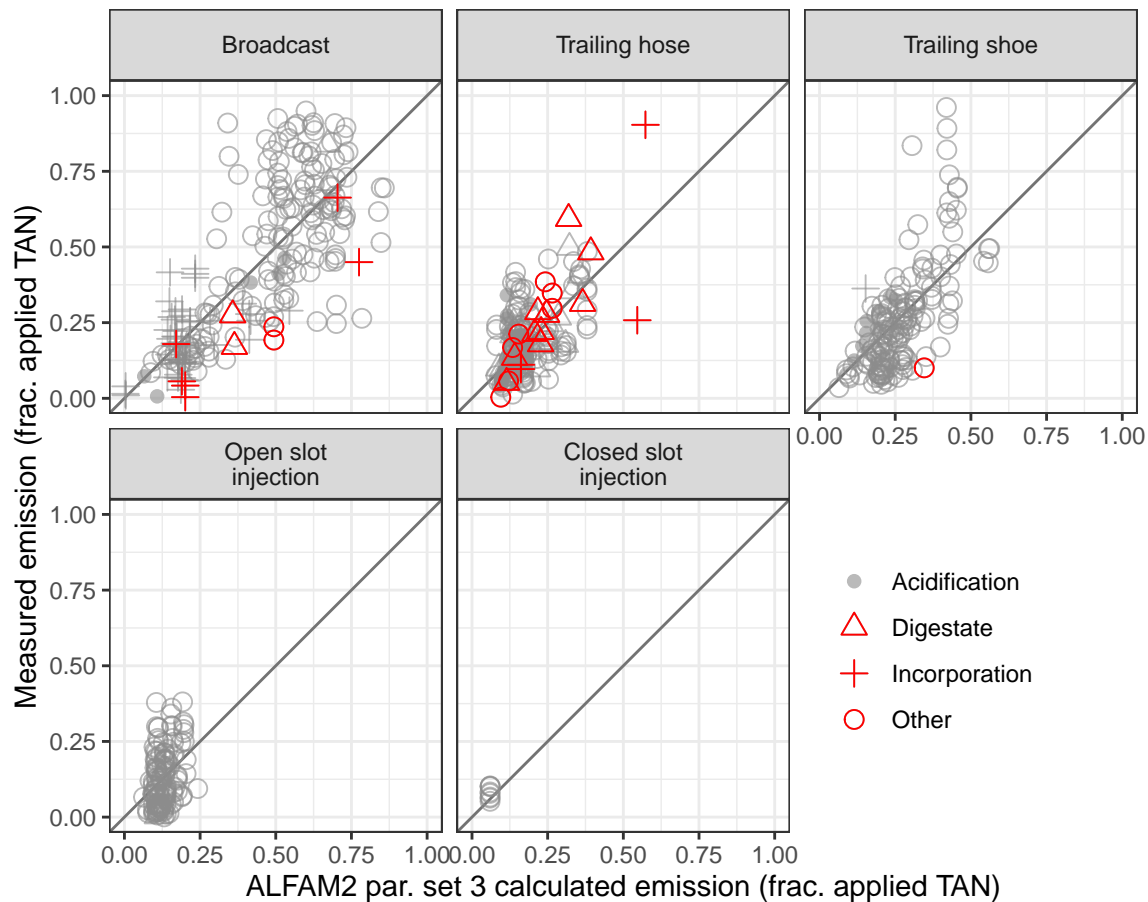 Broadcast
Trailing hose
Trailing shoe
1.00
0.75
0.50
0.25
0.00
0.00 0.25 0.50 0.75 1.00
Open slot
injection
Closed slot
injection
1.00
0.75
0.50
0.25
0.00
0.00 0.25 0.50 0.75 1.00
0.00 0.25 0.50 0.75 1.00
Measured emission (frac. applied TAN)
ALFAM2 par. set 3 calculated emission (frac. applied TAN)
Acidification
Digestate
Incorporation
Other